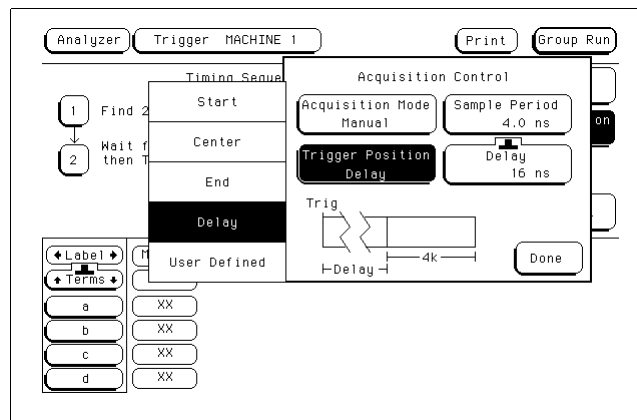 Analyzer Trigger MACHINE 1 Print Group Run
Timing Seque
1 Find 2
2 Wait f
then T
Start
Center
End
Delay
User Defined
Acquisition Control
Acquisition Mode
Manual
Sample Period
4.0 ns
Trigger Position
Delay
Delay
16 ns
Trig
Delay
4k
Done
on
Label
Terms
a XX
b XX
c XX
d XX